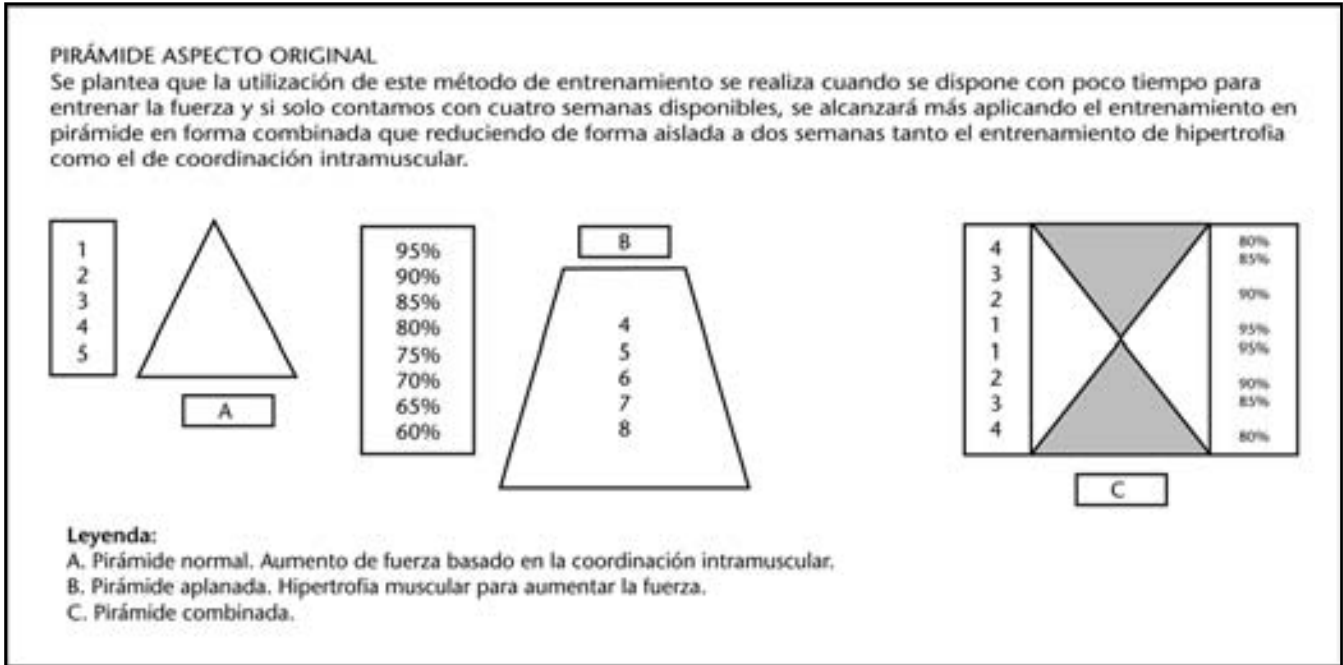 PIRÁMIDE ASPECTO ORIGINAL
Se plantea que la utilización de este método de entrenamiento se realiza cuando se dispone con poco tiempo para
entrenar la fuerza y si solo contamos con cuatro semanas disponibles, se alcanzará más aplicando el entrenamiento en
pirámide en forma combinada que reduciendo de forma aislada a dos semanas tanto el entrenamiento de hipertrofia
como el de coordinación intramuscular.
1
2
3
4
5
A
95%
90%
85%
80%
75%
70%
65%
60%
B
4
5
6
7
8
4
3
2
1
1
2
3
4
80%
85%
90%
95%
95%
90%
85%
80%
C
Leyenda:
A. Pirámide normal. Aumento de fuerza basado en la coordinación intramuscular.
B. Pirámide aplanada. Hipertrofia muscular para aumentar la fuerza.
C. Pirámide combinada.